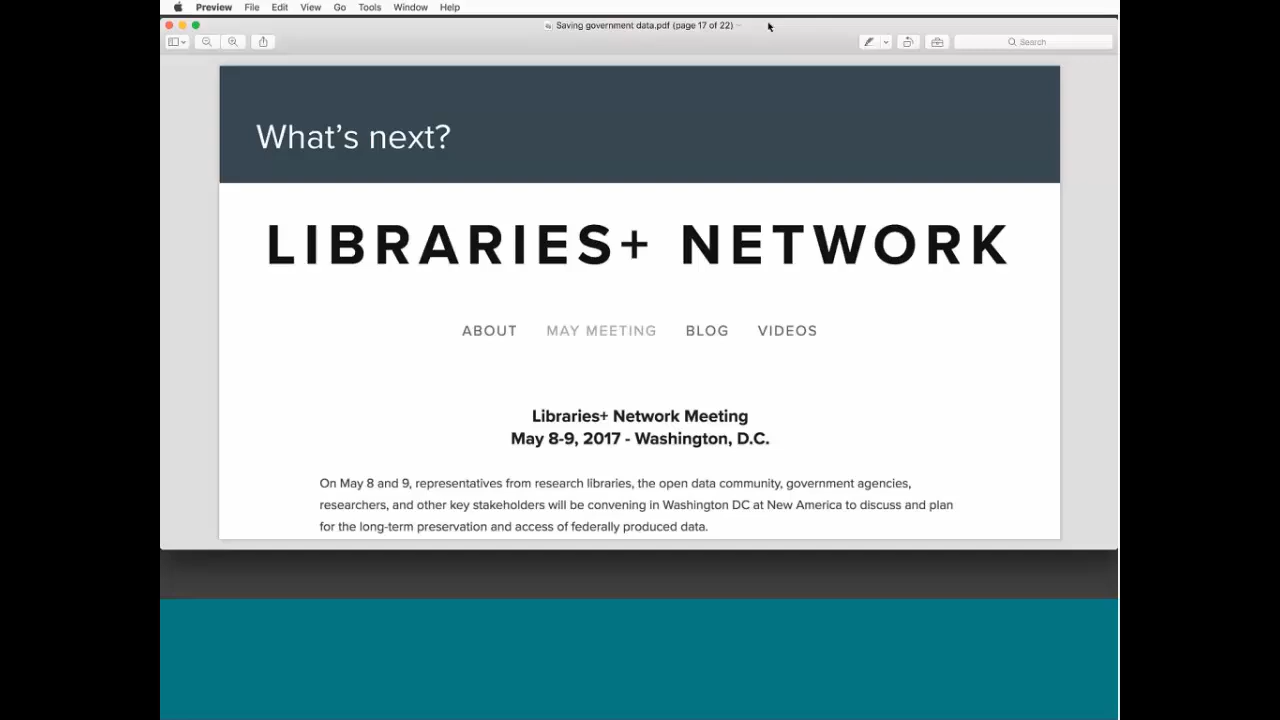 Preview File Edit View Go Tools Window Help
Saving government data.pdf (page 17 of 22)
Search
What's next?
LIBRARIES+ NETWORK
ABOUT MAY MEETING BLOG VIDEOS
Libraries+ Network Meeting
May 8-9, 2017 - Washington, D.C.
On May 8 and 9, representatives from research libraries, the open data community, government agencies,
researchers, and other key stakeholders will be convening in Washington DC at New America to discuss and plan
for the long-term preservation and access of federally produced data.